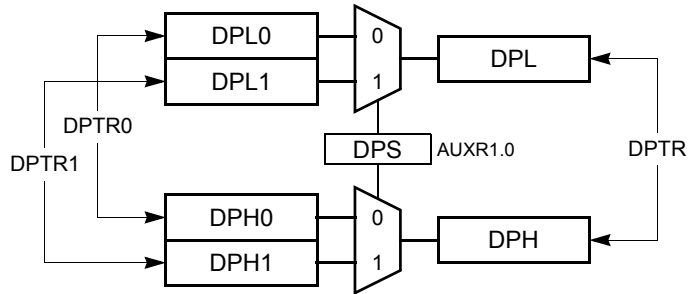 DPL0
0
DPL
DPL1
1
DPTR0
DPTR1
DPS
AUXR1.0
DPTR
DPH0
0
DPH
DPH1
1